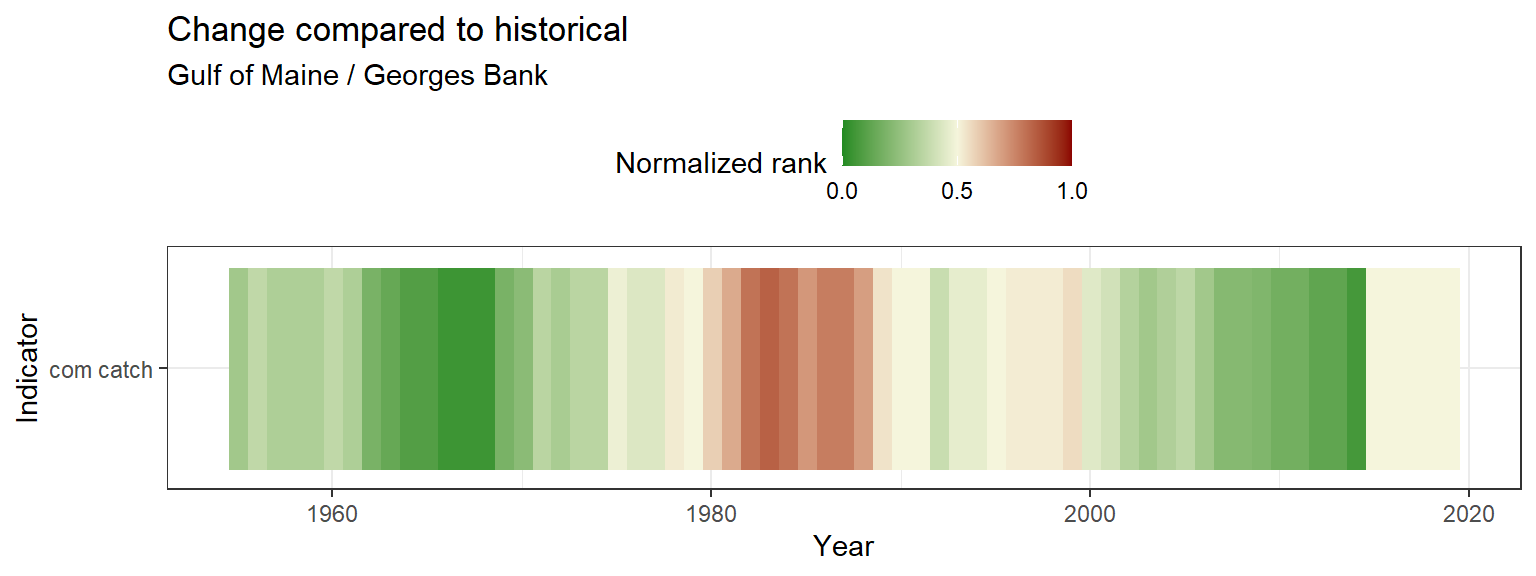 Change compared to historical
Gulf of Maine / Georges Bank
Normalized rank
0.0 0.5 1.0
Indicator
com catch
1960 1980 2000 2020
Year